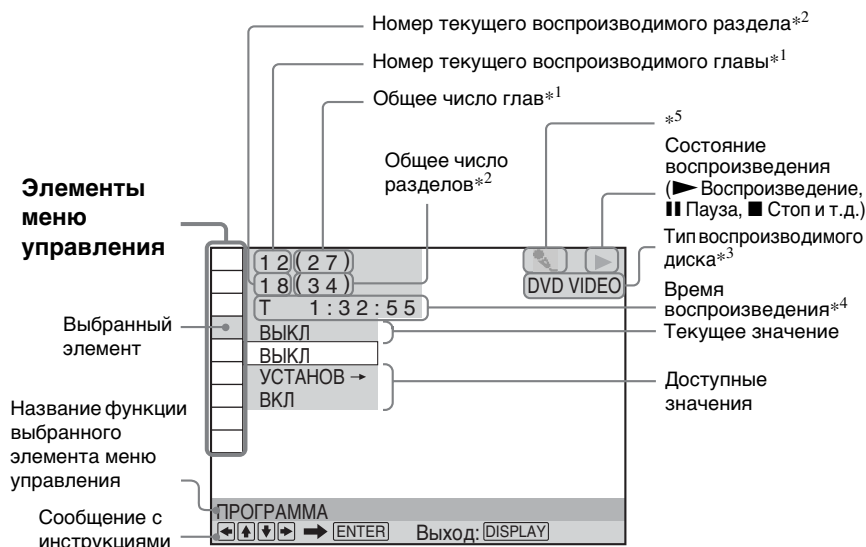 Номер текущего воспроизводимого раздела*2
Номер текущего воспроизводимого главы*1
Общее число глав*1
*5
Состояние
воспроизведения
(► Воспроизведение,
❚❚ Пауза, ■ Стоп и т.д.)
Общее число
разделов*2
Элементы
меню
управления
Тип воспроизводимого
диска*3
12(27)
18(34)
DVD VIDEO
T 1:32:55
Время
воспроизведения*4
Выбранный
элемент
ВЫКЛ
Текущее значение
ВЫКЛ
УСТАНОВ →
ВКЛ
Доступные
значения
Название функции
выбранного
элемента меню
управления
ПРОГРАММА
Сообщение с
инструкциями
← ↑ ↓ → ➡ ENTER Выход: DISPLAY